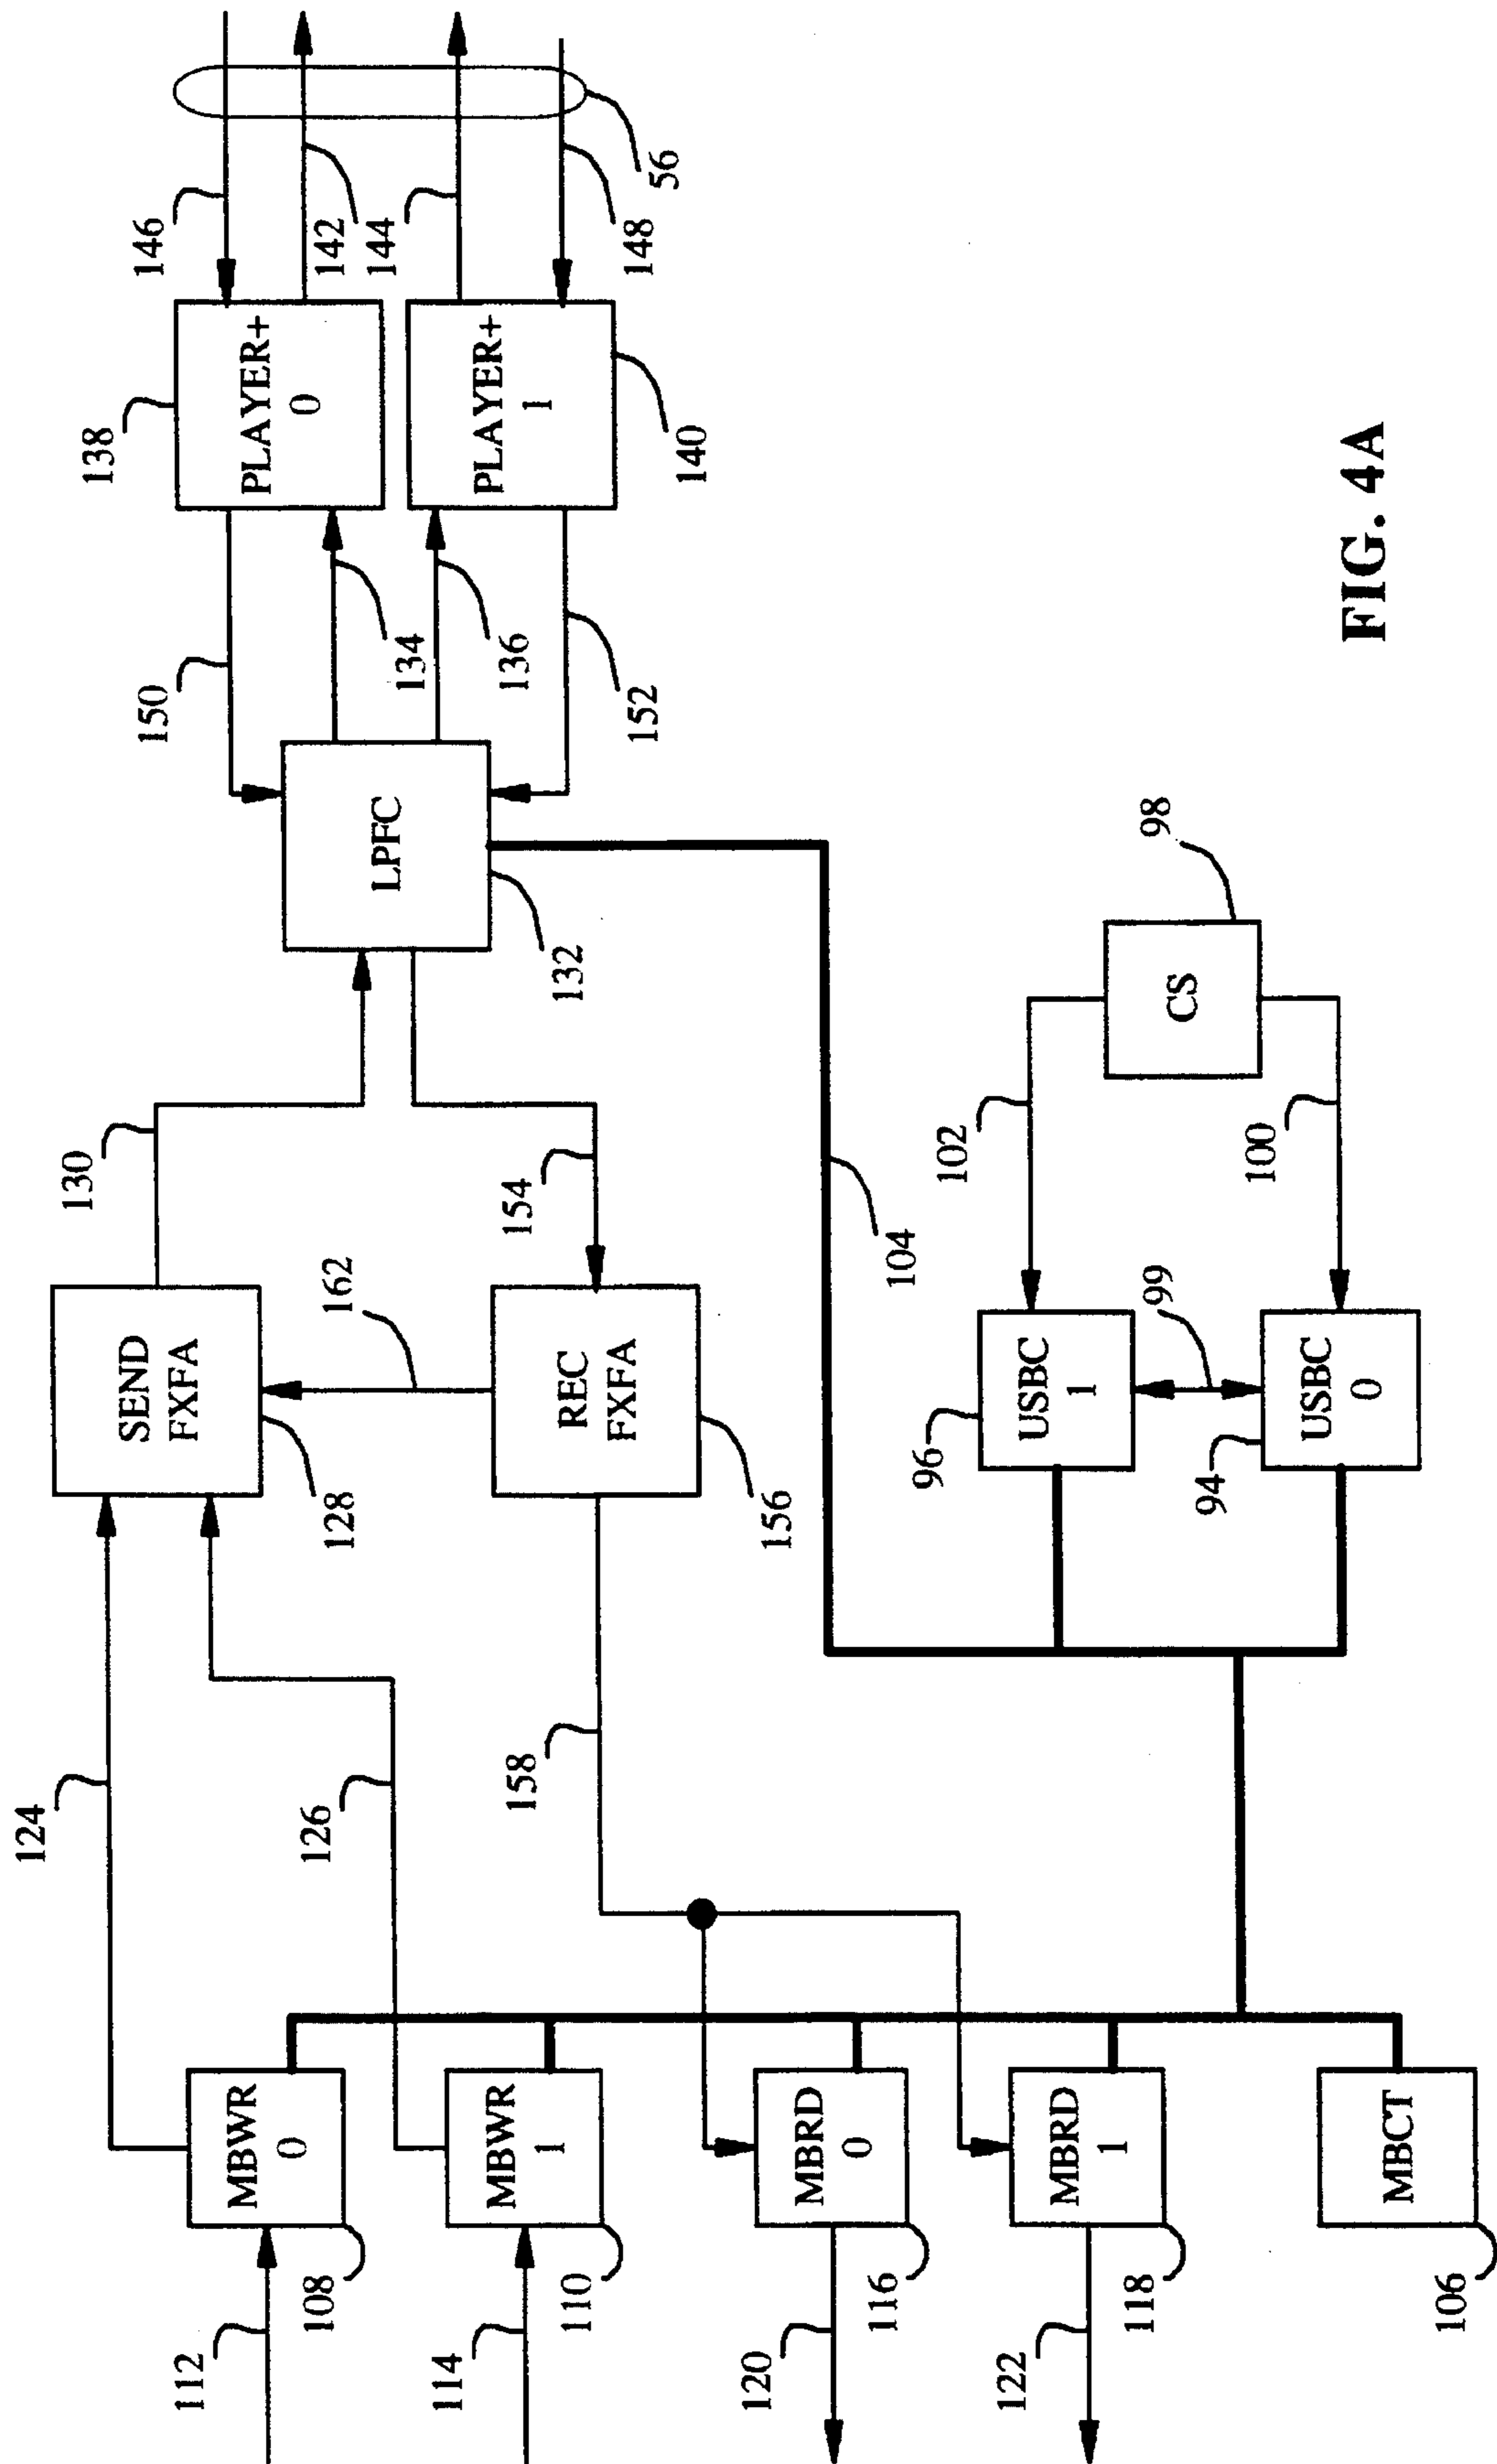 124
130
138
146
SEND
FXFA
150
PLAYER+
0
112
MBWR
0
126
128
162
LPFC
134
142
108
154
136
144
114
MBWR
1
158
REC
FXFA
132
152
PLAYER+
1
148
110
156
140
56
120
MBRD
0
104
116
102
96
USBC
1
98
122
MBRD
1
99
CS
118
94
USBC
0
100
MBCT
106
FIG. 4A